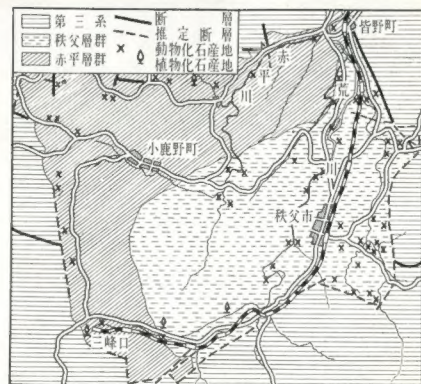 第三系
秩父層群
赤平層群
断層
推定断層
動物化石産地
植物化石産地
皆野町
赤平川
荒川
小鹿野町
秩父市
三峰口